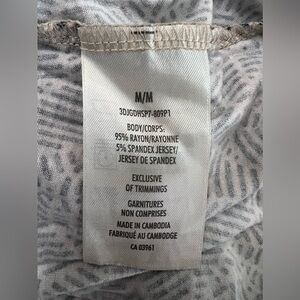 M/M
3DJGDHSP7-809P1
BODY/CORPS:
95% RAYON/RAYONNE
5% SPANDEX JERSEY/
JERSEY DE SPANDEX
EXCLUSIVE
OF TRIMMINGS
GARNITURES
NON COMPRISES
MADE IN CAMBODIA
FABRIQUÉ AU CAMBODGE
CA 03961